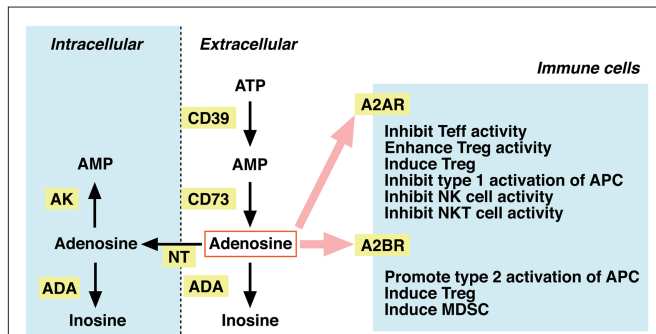 Intracellular
Extracellular
Immune cells
ATP
A2AR
CD39
Inhibit Teff activity
Enhance Treg activity
Induce Treg
Inhibit type 1 activation of APC
Inhibit NK cell activity
Inhibit NKT cell activity
AMP
AMP
AK
CD73
Adenosine
Adenosine
A2BR
NT
ADA
ADA
Promote type 2 activation of APC
Induce Treg
Induce MDSC
Inosine
Inosine